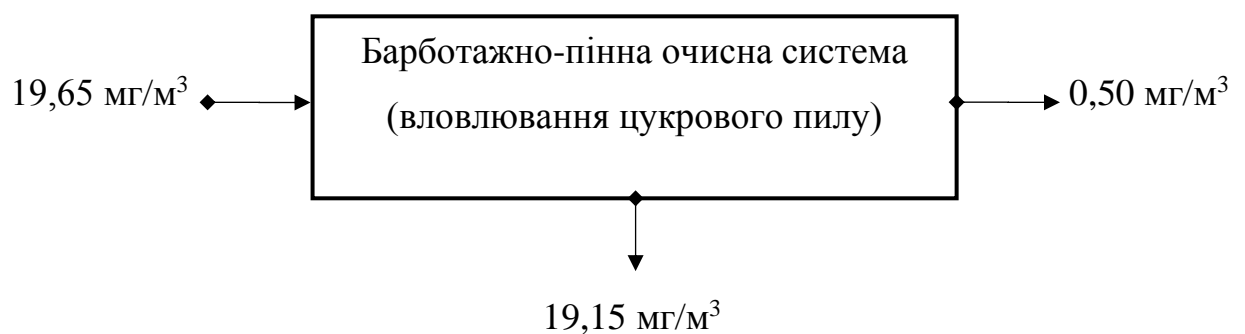 Барботажно-пінна очисна система
19,65 мг/м³
0,50 мг/м³
(вловлювання цукрового пилу)
19,15 мг/м³